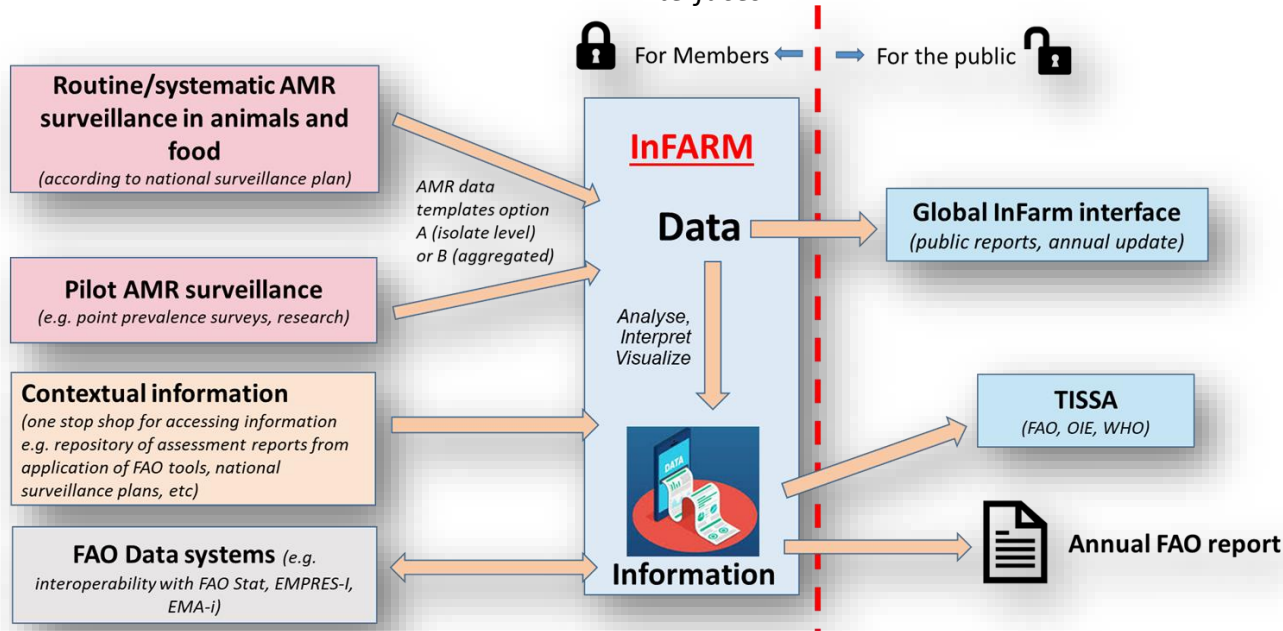 For Members
For the public
Routine/systematic AMR
surveillance in animals and
food
(according to national surveillance plan)
AMR data
templates option
A (isolate level)
or B (aggregated)
Pilot AMR surveillance
(e.g. point prevalence surveys, research)
Contextual information
(one stop shop for accessing information
e.g. repository of assessment reports from
application of FAO tools, national
surveillance plans, etc)
FAO Data systems (e.g.
interoperability with FAO Stat, EMPRES-I,
EMA-i)
InFARM
Data
Analyse,
Interpret
Visualize
DATA
Information
Global InFarm interface
(public reports, annual update)
TISSA
(FAO, OIE, WHO)
Annual FAO report